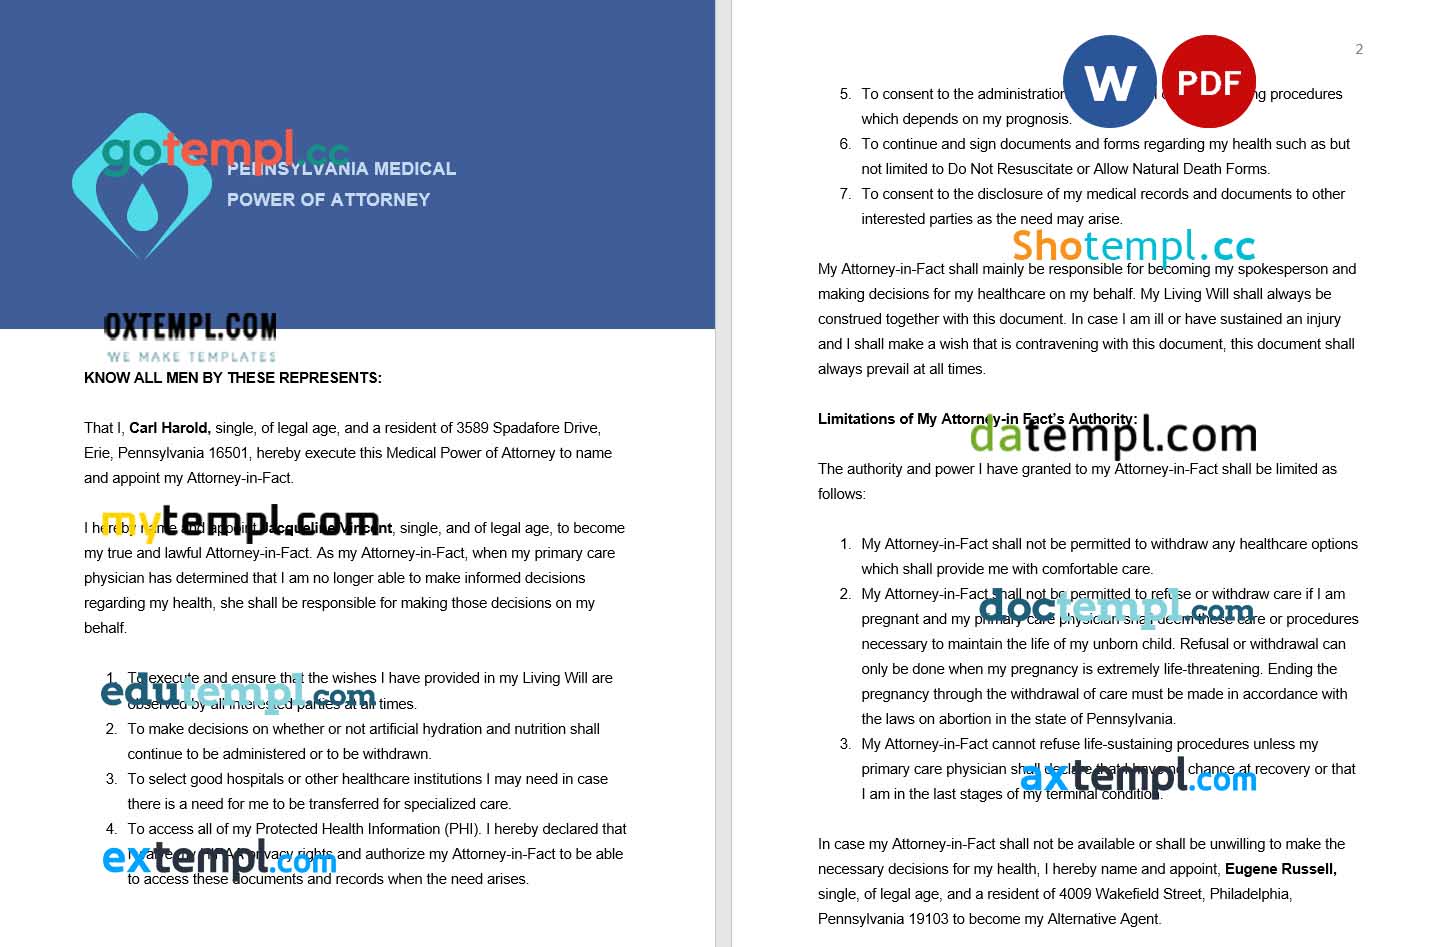 gotempl.cc
PENNSYLVANIA MEDICAL
POWER OF ATTORNEY
OXTEMPL.COM
WE MAKE TEMPLATES
KNOW ALL MEN BY THESE REPRESENTS:
That I, Carl Harold, single, of legal age, and a resident of 3589 Spadafore Drive,
Erie, Pennsylvania 16501, hereby execute this Medical Power of Attorney to name
and appoint my Attorney-in-Fact.
I hereby name and appoint Jacqueline Vincent, single, and of legal age, to become
mytempl.com
my true and lawful Attorney-in-Fact. As my Attorney-in-Fact, when my primary care
physician has determined that I am no longer able to make informed decisions
regarding my health, she shall be responsible for making those decisions on my
behalf.
1. To execute and ensure that the wishes I have provided in my Living Will are
edutempl.com
observed by all interested parties at all times.
2. To make decisions on whether or not artificial hydration and nutrition shall
continue to be administered or to be withdrawn.
3. To select good hospitals or other healthcare institutions I may need in case
there is a need for me to be transferred for specialized care.
4. To access all of my Protected Health Information (PHI). I hereby declared that
privacy rights and authorize my Attorney-in-Fact to be able
extempl.com
to access these documents and records when the need arises.
2
W PDF
5. To consent to the administration procedures
which depends on my prognosis.
6. To continue and sign documents and forms regarding my health such as but
not limited to Do Not Resuscitate or Allow Natural Death Forms.
7. To consent to the disclosure of my medical records and documents to other
interested parties as the need may arise.
Shotempl.cc
My Attorney-in-Fact shall mainly be responsible for becoming my spokesperson and
making decisions for my healthcare on my behalf. My Living Will shall always be
construed together with this document. In case I am ill or have sustained an injury
and I shall make a wish that is contravening with this document, this document shall
always prevail at all times.
Limitations of My Attorney-in Fact's Authority:
datempl.com
The authority and power I have granted to my Attorney-in-Fact shall be limited as
follows:
1. My Attorney-in-Fact shall not be permitted to withdraw any healthcare options
which shall provide me with comfortable care.
2. My Attorney-in-Fact shall not be permitted to refuse or withdraw care if I am
doctempl.com
pregnant and my primary care physician shall deem these care or procedures
necessary to maintain the life of my unborn child. Refusal or withdrawal can
only be done when my pregnancy is extremely life-threatening. Ending the
pregnancy through the withdrawal of care must be made in accordance with
the laws on abortion in the state of Pennsylvania.
3. My Attorney-in-Fact cannot refuse life-sustaining procedures unless my
primary care physician shall declare that I have no chance at recovery or that
axtempl.com
I am in the last stages of my terminal condition.
In case my Attorney-in-Fact shall not be available or shall be unwilling to make the
necessary decisions for my health, I hereby name and appoint, Eugene Russell,
single, of legal age, and a resident of 4009 Wakefield Street, Philadelphia,
Pennsylvania 19103 to become my Alternative Agent.